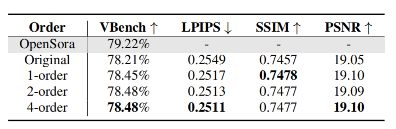 Order VBench ↑ LPIPS ↓ SSIM ↑ PSNR ↑
OpenSora 79.22% - - -
Original 78.21% 0.2549 0.7457 19.05
1-order 78.45% 0.2517 0.7478 19.10
2-order 78.48% 0.2513 0.7477 19.09
4-order 78.48% 0.2511 0.7477 19.10